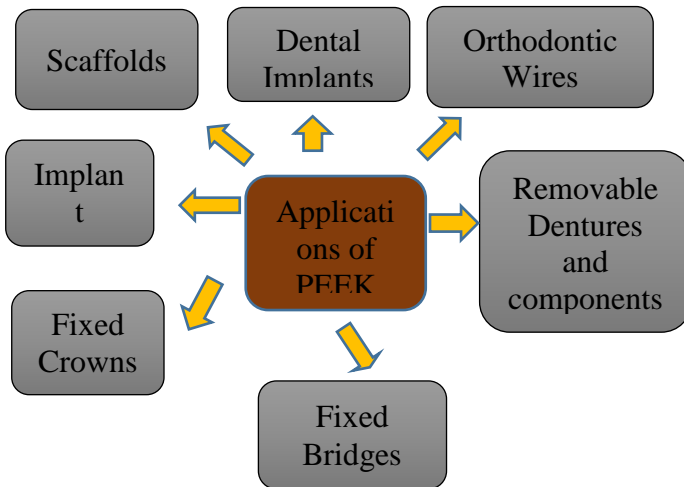 Scaffolds
Dental
Implants
Orthodontic
Wires
Implan
t
Applicati
ons of
PEEK
Removable
Dentures
and
components
Fixed
Crowns
Fixed
Bridges